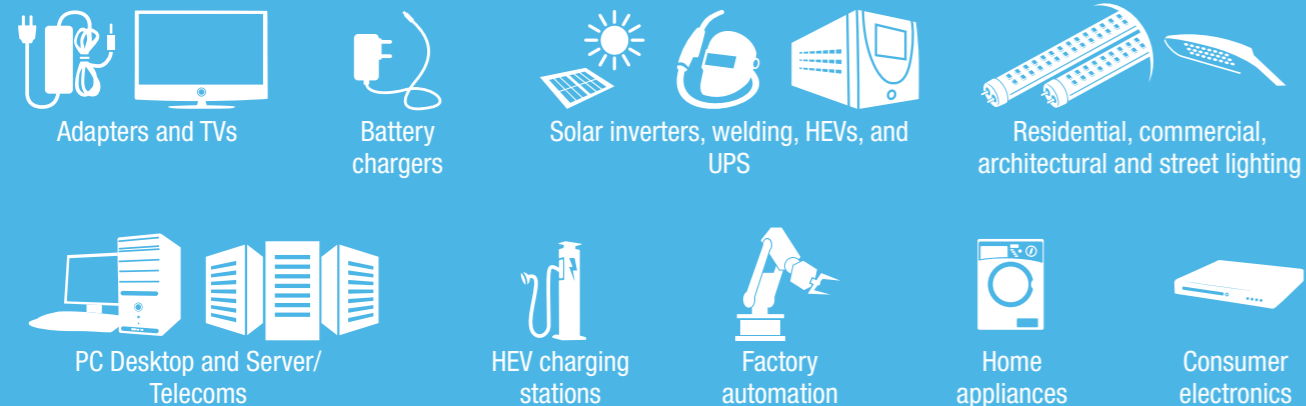 Adapters and TVs
Battery
chargers
Solar inverters, welding, HEVs, and
UPS
Residential, commercial,
architectural and street lighting
PC Desktop and Server/
Telecoms
HEV charging
stations
Factory
automation
Home
appliances
Consumer
electronics